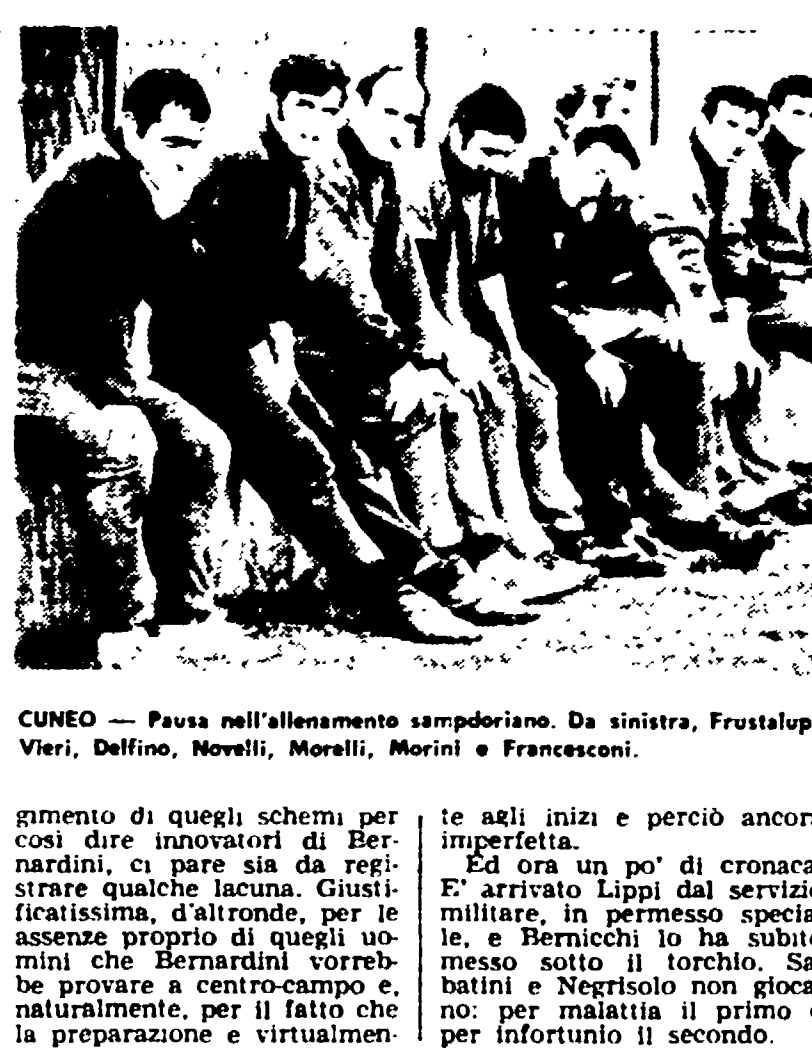 CUNEO — Pausa nell'allenamento sampdoriano. Da sinistra, Frustalup
Vieri, Delfino, Novelli, Morelli, Morini e Francesconi.
gimento di quegli schemi per
così dire innovatori di Ber-
nardini, ci pare sia da regi-
strare qualche lacuna. Giusti-
ficatissima, d'altronde, per le
assenze proprio di quegli uo-
mini che Bernardini vorreb-
be provare a centro-campo e,
naturalmente, per il fatto che
la preparazione e virtualmen-
te agli inizi e perciò ancor
imperfetta.
Ed ora un po' di cronaca
E' arrivato Lippi dal servizi
militare, in permesso specia
le, e Bernicchi lo ha subit
messo sotto il torchio. Sa
batini e Negrisolo non gioca
no: per malattia il primo e
per infortunio il secondo.